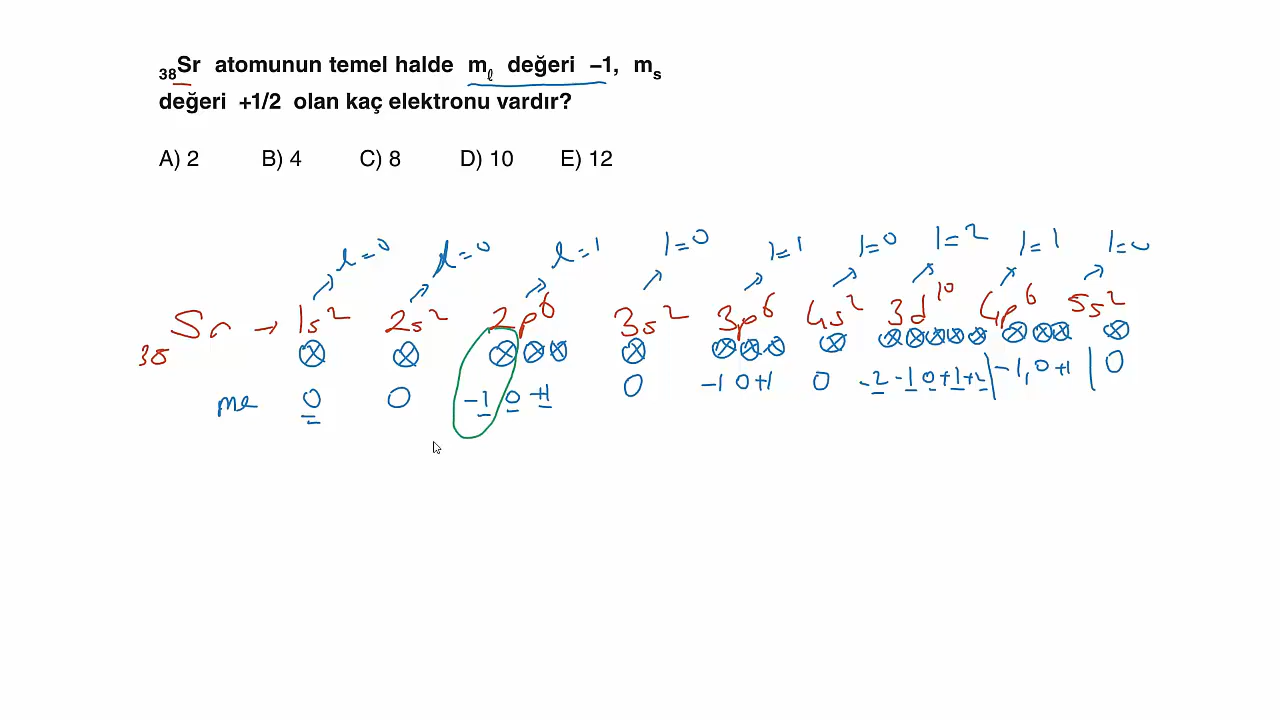 38Sr atomunun temel halde mℓ değeri –1, ms
değeri +1/2 olan kaç elektronu vardır?
A) 2 B) 4 C) 8 D) 10 E) 12
l=0 l=0 l=1 l=0 l=1 l=0 l=2 l=1 l=0
38Sr → 1s² 2s² 2p⁶ 3s² 3p⁶ 4s² 3d¹⁰ 4p⁶ 5s²
mℓ 0 0 -1 0 +1 0 -1 0 +1 0 -2 -1 0 +1 +2 -1, 0 +1 0